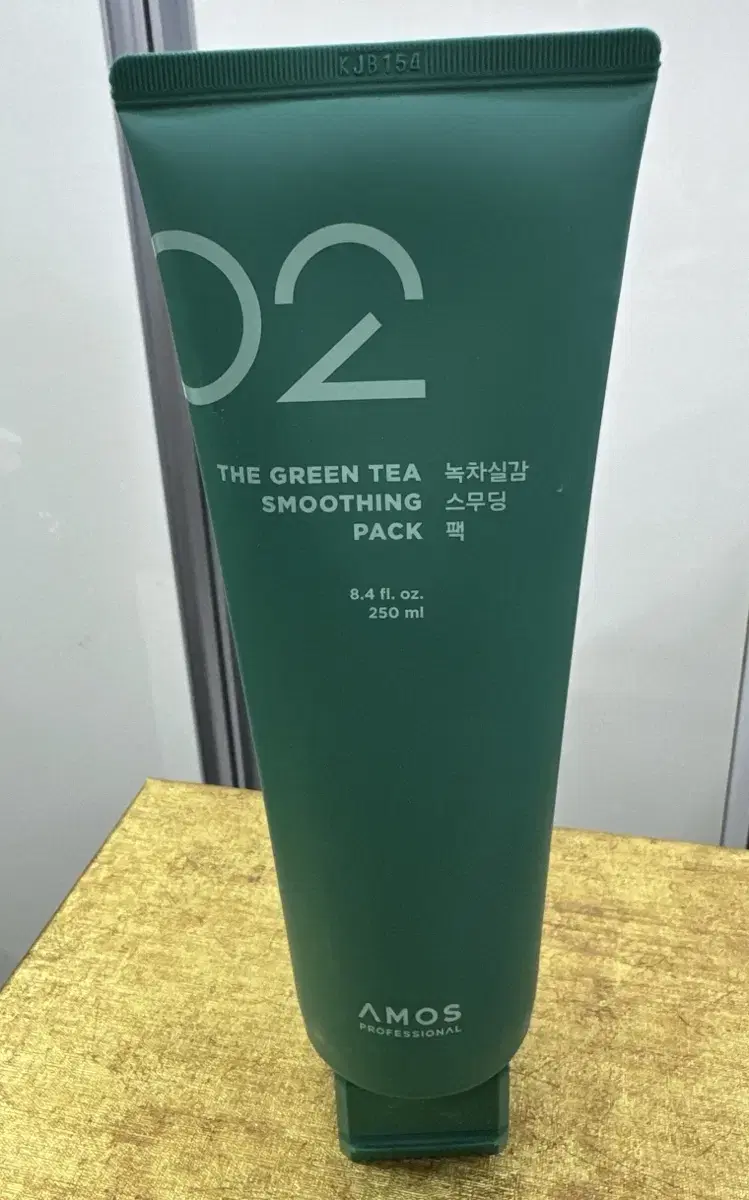 KJB154
02
THE GREEN TEA 녹차실감
SMOOTHING 스무딩
PACK 팩
8.4 fl. oz.
250 ml
AMOS
PROFESSIONAL